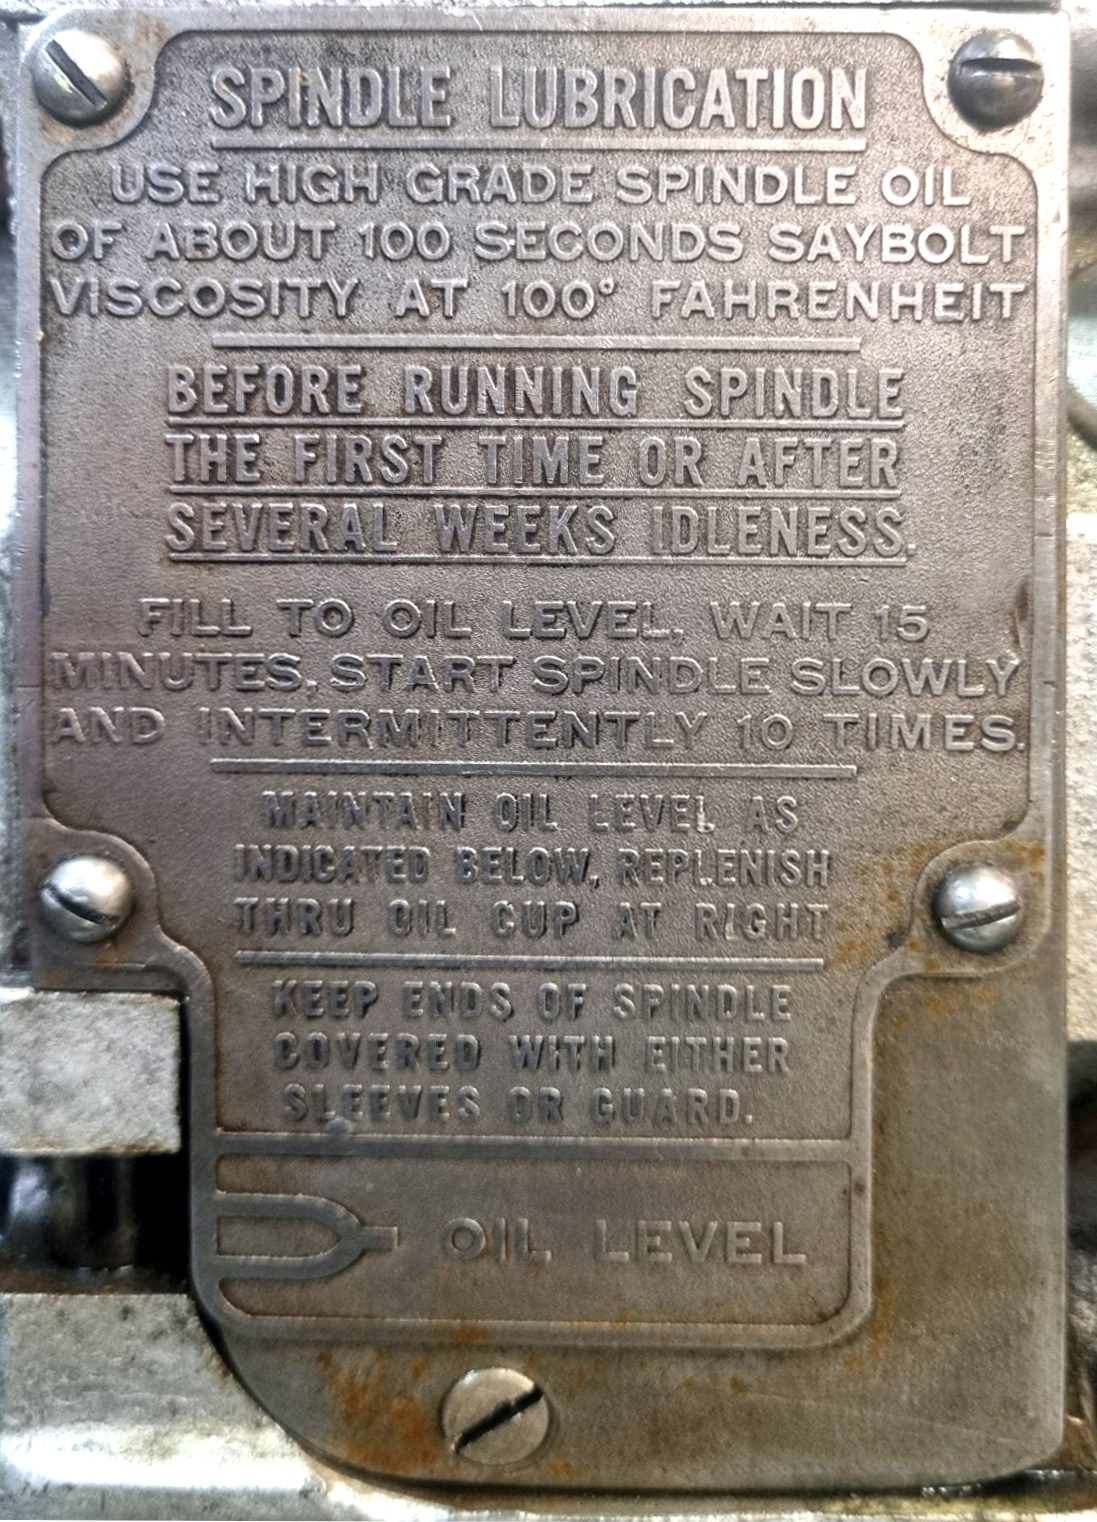 SPINDLE LUBRICATION
USE HIGH GRADE SPINDLE OIL
OF ABOUT 100 SECONDS SAYBOLT
VISCOSITY AT 100° FAHRENHEIT
BEFORE RUNNING SPINDLE
THE FIRST TIME OR AFTER
SEVERAL WEEKS IDLENESS.
FILL TO OIL LEVEL, WAIT 15
MINUTES, START SPINDLE SLOWLY
AND INTERMITTENTLY 10 TIMES.
MAINTAIN OIL LEVEL AS
INDICATED BELOW, REPLENISH
THRU OIL CUP AT RIGHT
KEEP ENDS OF SPINDLE
COVERED WITH EITHER
SLEEVES OR GUARD.
OIL LEVEL